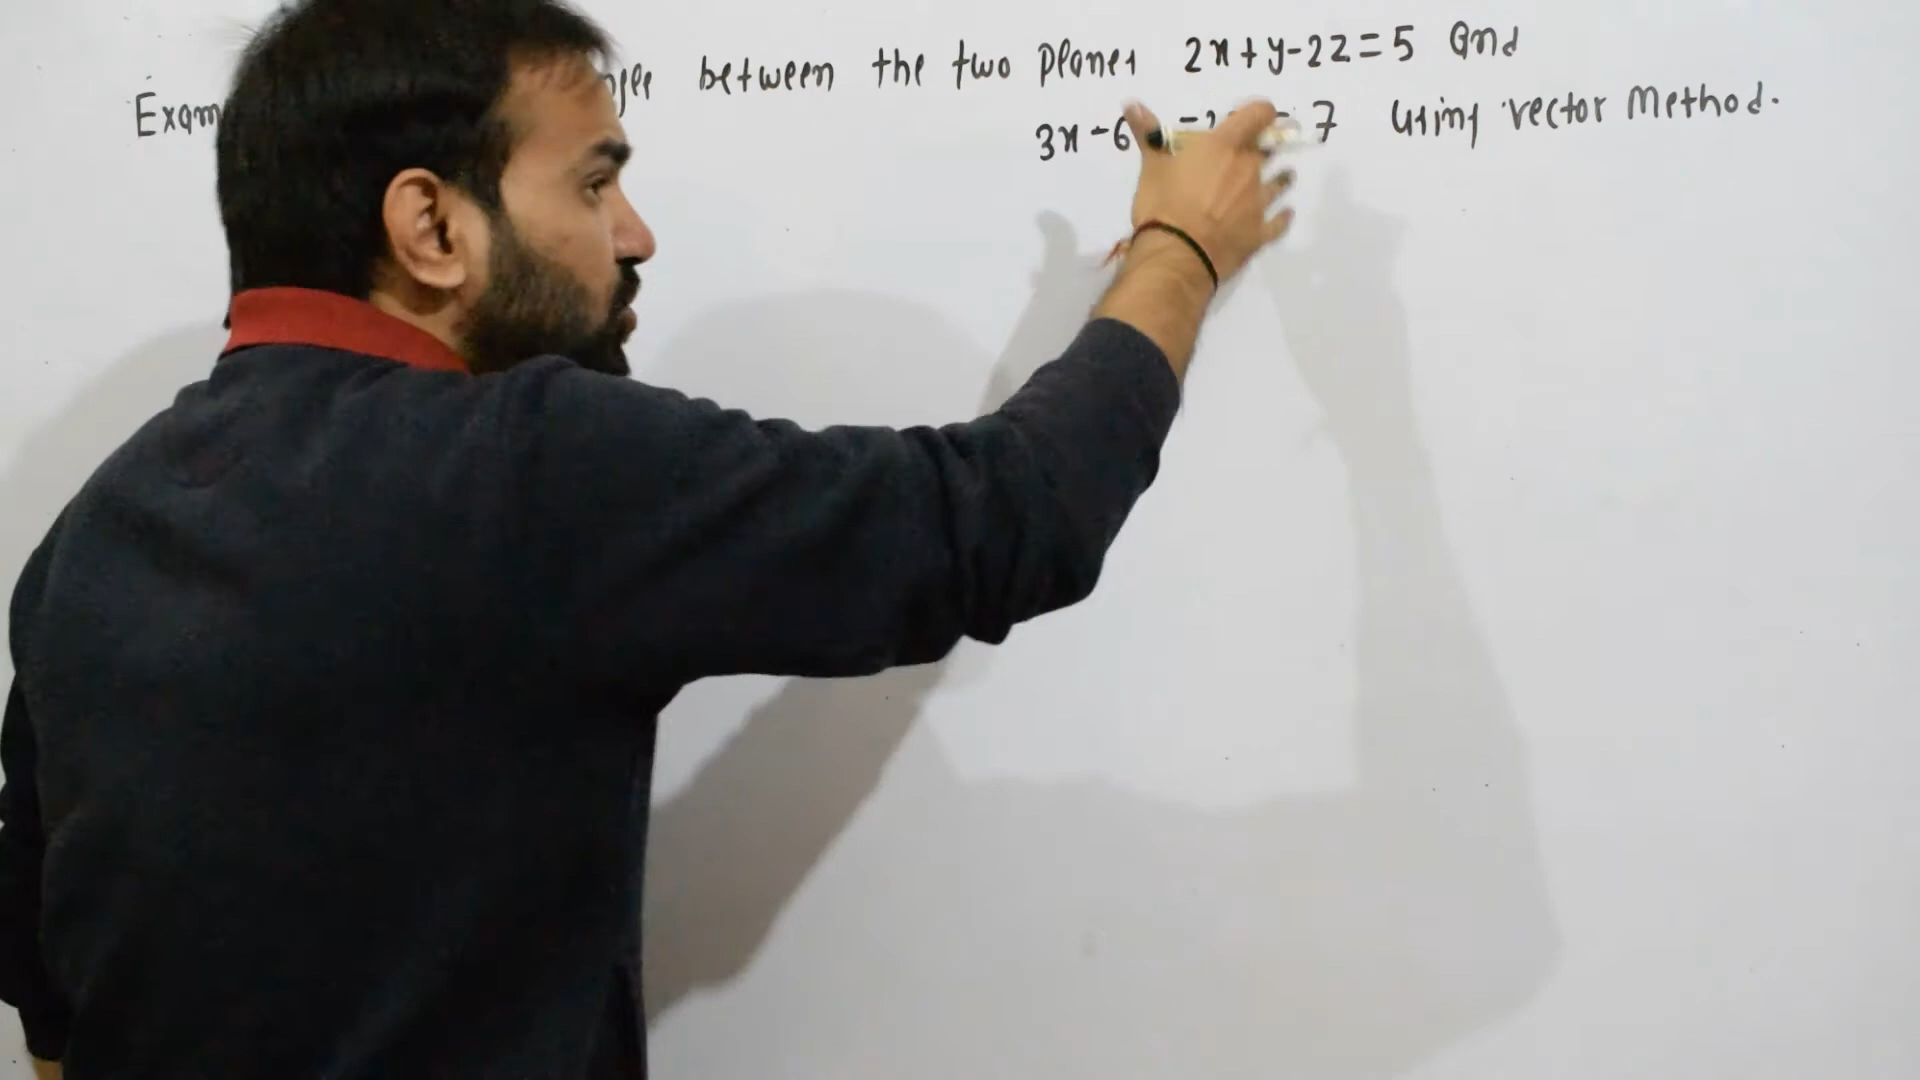 Exam between the two planes 2x+y-2z=5 and
3x-6 7 Using vector Method.